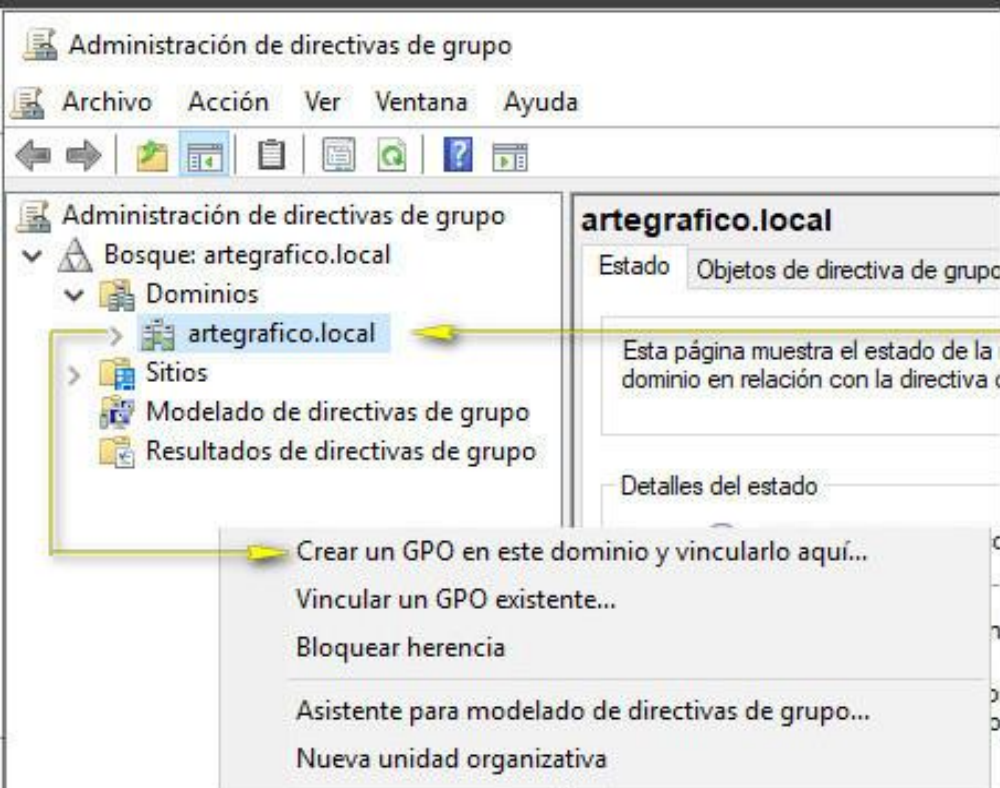 Administración de directivas de grupo
Archivo Acción Ver Ventana Ayuda
Administración de directivas de grupo
Bosque: artegrafico.local
Dominios
artegrafico.local
Sitios
Modelado de directivas de grupo
Resultados de directivas de grupo
artegrafico.local
Estado Objetos de directiva de grupo
Esta página muestra el estado de la
dominio en relación con la directiva
Detalles del estado
Crear un GPO en este dominio y vincularlo aquí...
Vincular un GPO existente...
Bloquear herencia
Asistente para modelado de directivas de grupo...
Nueva unidad organizativa